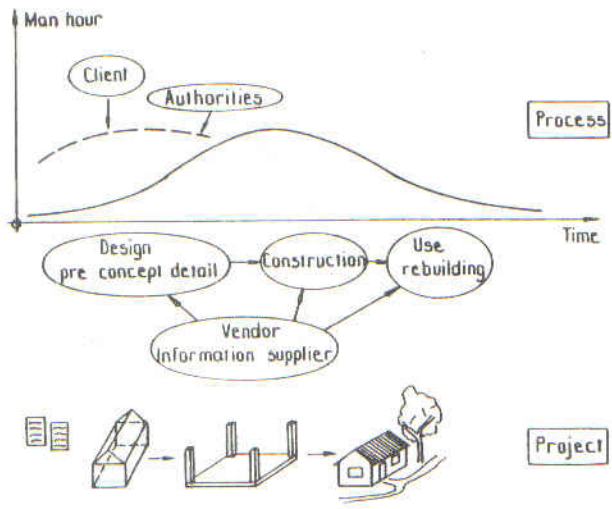 Man hour
Client
Authorities
Process
Time
Design
pre concept detail
Construction
Use
rebuilding
Vendor
Information supplier
Project